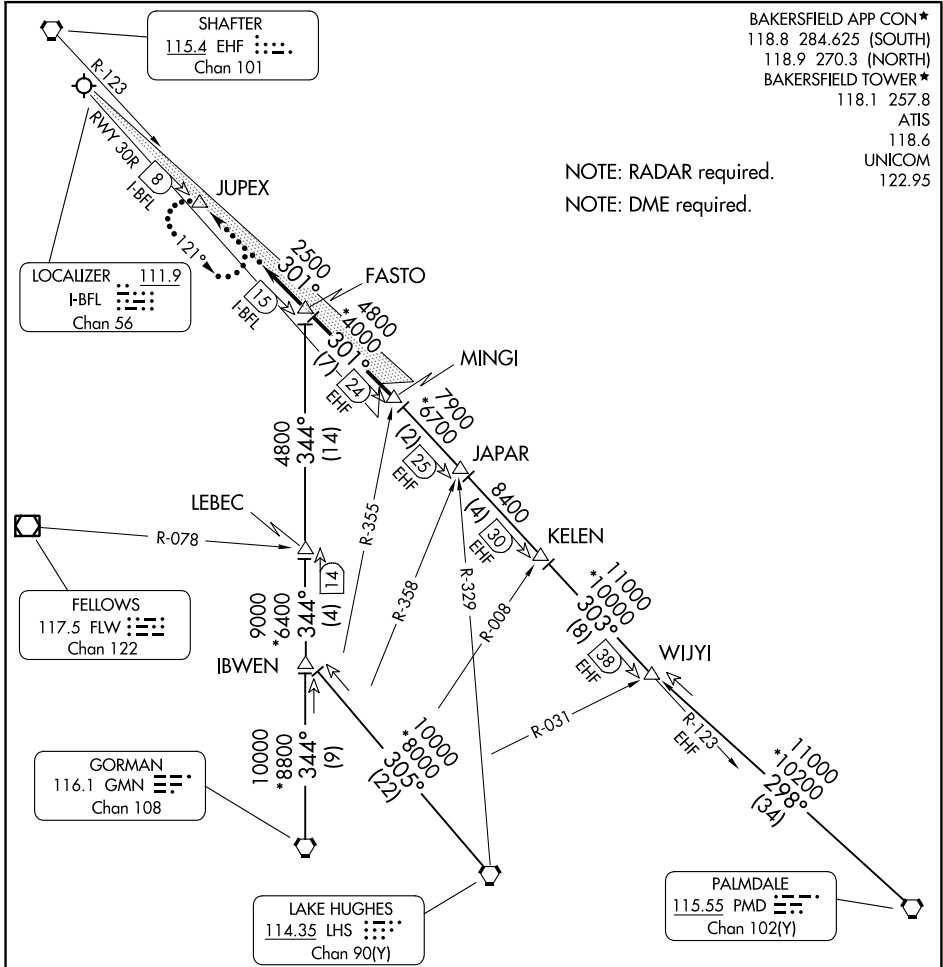 SHAFTER
115.4 EHF
Chan 101
BAKERSFIELD APP CON★
118.8 284.625 (SOUTH)
118.9 270.3 (NORTH)
BAKERSFIELD TOWER★
118.1 257.8
ATIS
118.6
UNICOM
122.95
NOTE: RADAR required.
NOTE: DME required.
R-123
RWY 30R
8
I-BFL
JUPEX
121°
LOCALIZER 111.9
I-BFL
Chan 56
2500
301°
15
I-BFL
FASTO
4800
*4000
301°
(7)
24
EHF
MINGI
7900
*6700
(2)
25
EHF
JAPAR
8400
(4)
30
EHF
KELEN
11000
*10000
303°
(8)
38
EHF
WIJYI
R-123
EHF
11000
*10200
298°
(34)
4800
344°
(14)
LEBEC
R-078
14
FELLOWS
117.5 FLW
Chan 122
9000
*6400
344°
(4)
IBWEN
R-355
R-358
R-329
R-008
R-031
10000
*8800
344°
(9)
10000
*8000
305°
(22)
GORMAN
116.1 GMN
Chan 108
LAKE HUGHES
114.35 LHS
Chan 90(Y)
PALMDALE
115.55 PMD
Chan 102(Y)